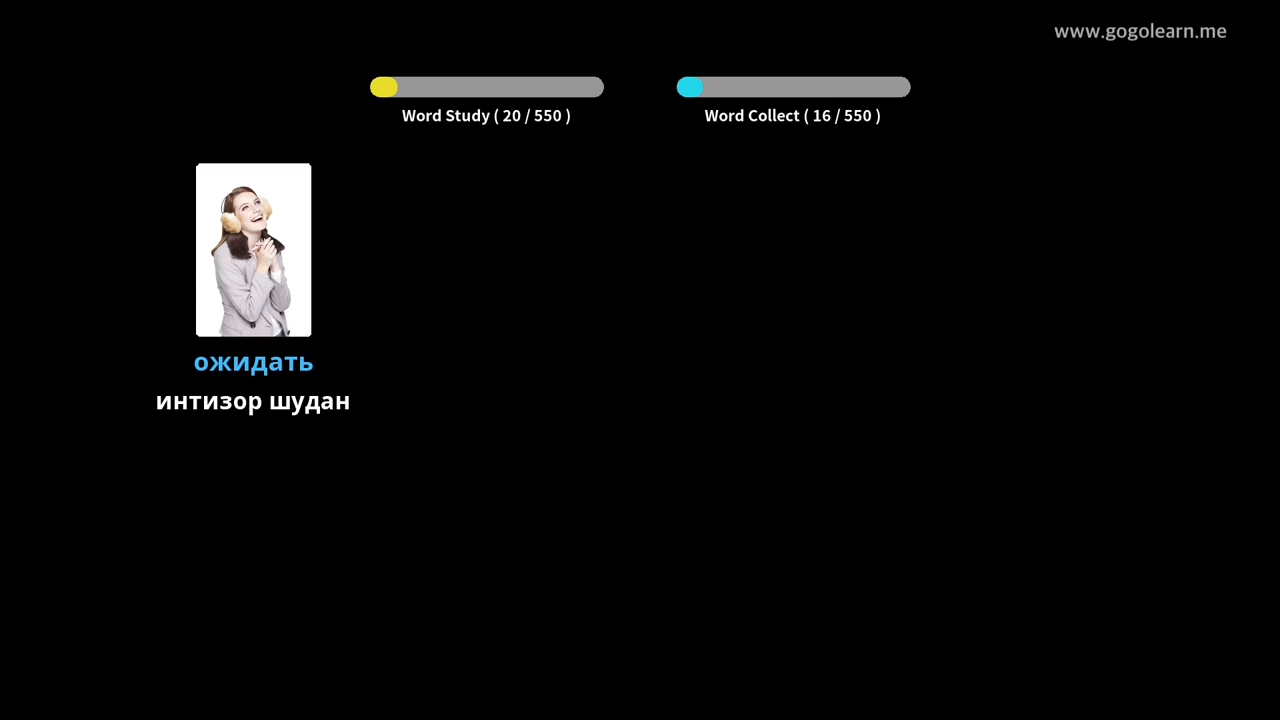 www.gogolearn.me
Word Study ( 20 / 550 )
Word Collect ( 16 / 550 )
ожидать
интизор шудан